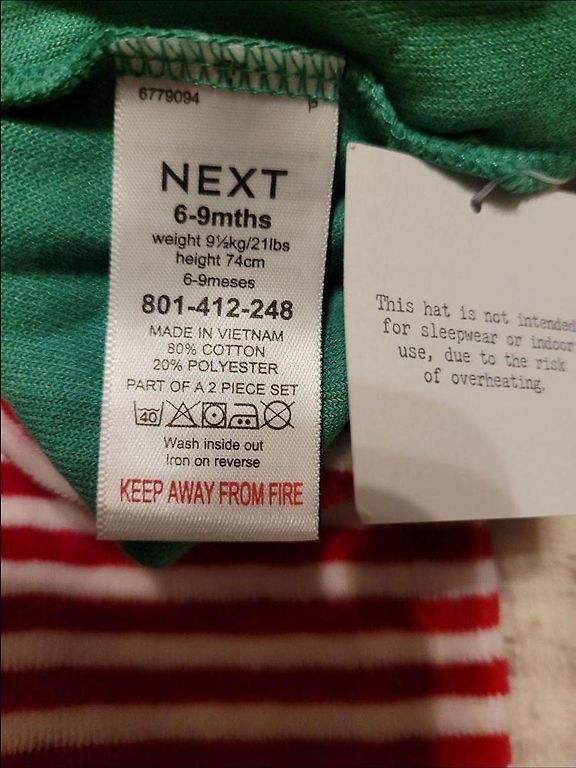 6779094
P
NEXT
6-9mths
weight 9½kg/21lbs
height 74cm
6-9meses
801-412-248
MADE IN VIETNAM
80% COTTON
20% POLYESTER
PART OF A 2 PIECE SET
40
Wash inside out
Iron on reverse
KEEP AWAY FROM FIRE
This hat is not intended
for sleepwear or indoor
use, due to the risk
of overheating.